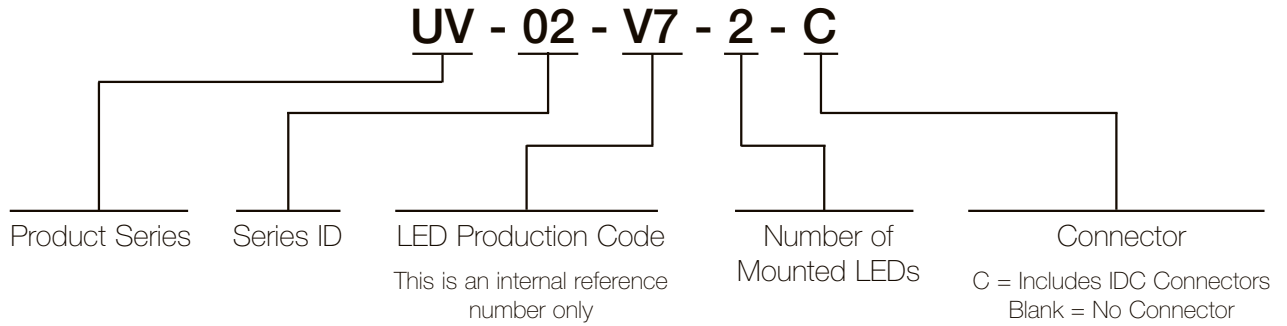 UV - 02 - V7 - 2 - C
Product Series
Series ID
LED Production Code
This is an internal reference
number only
Number of
Mounted LEDs
Connector
C = Includes IDC Connectors
Blank = No Connector